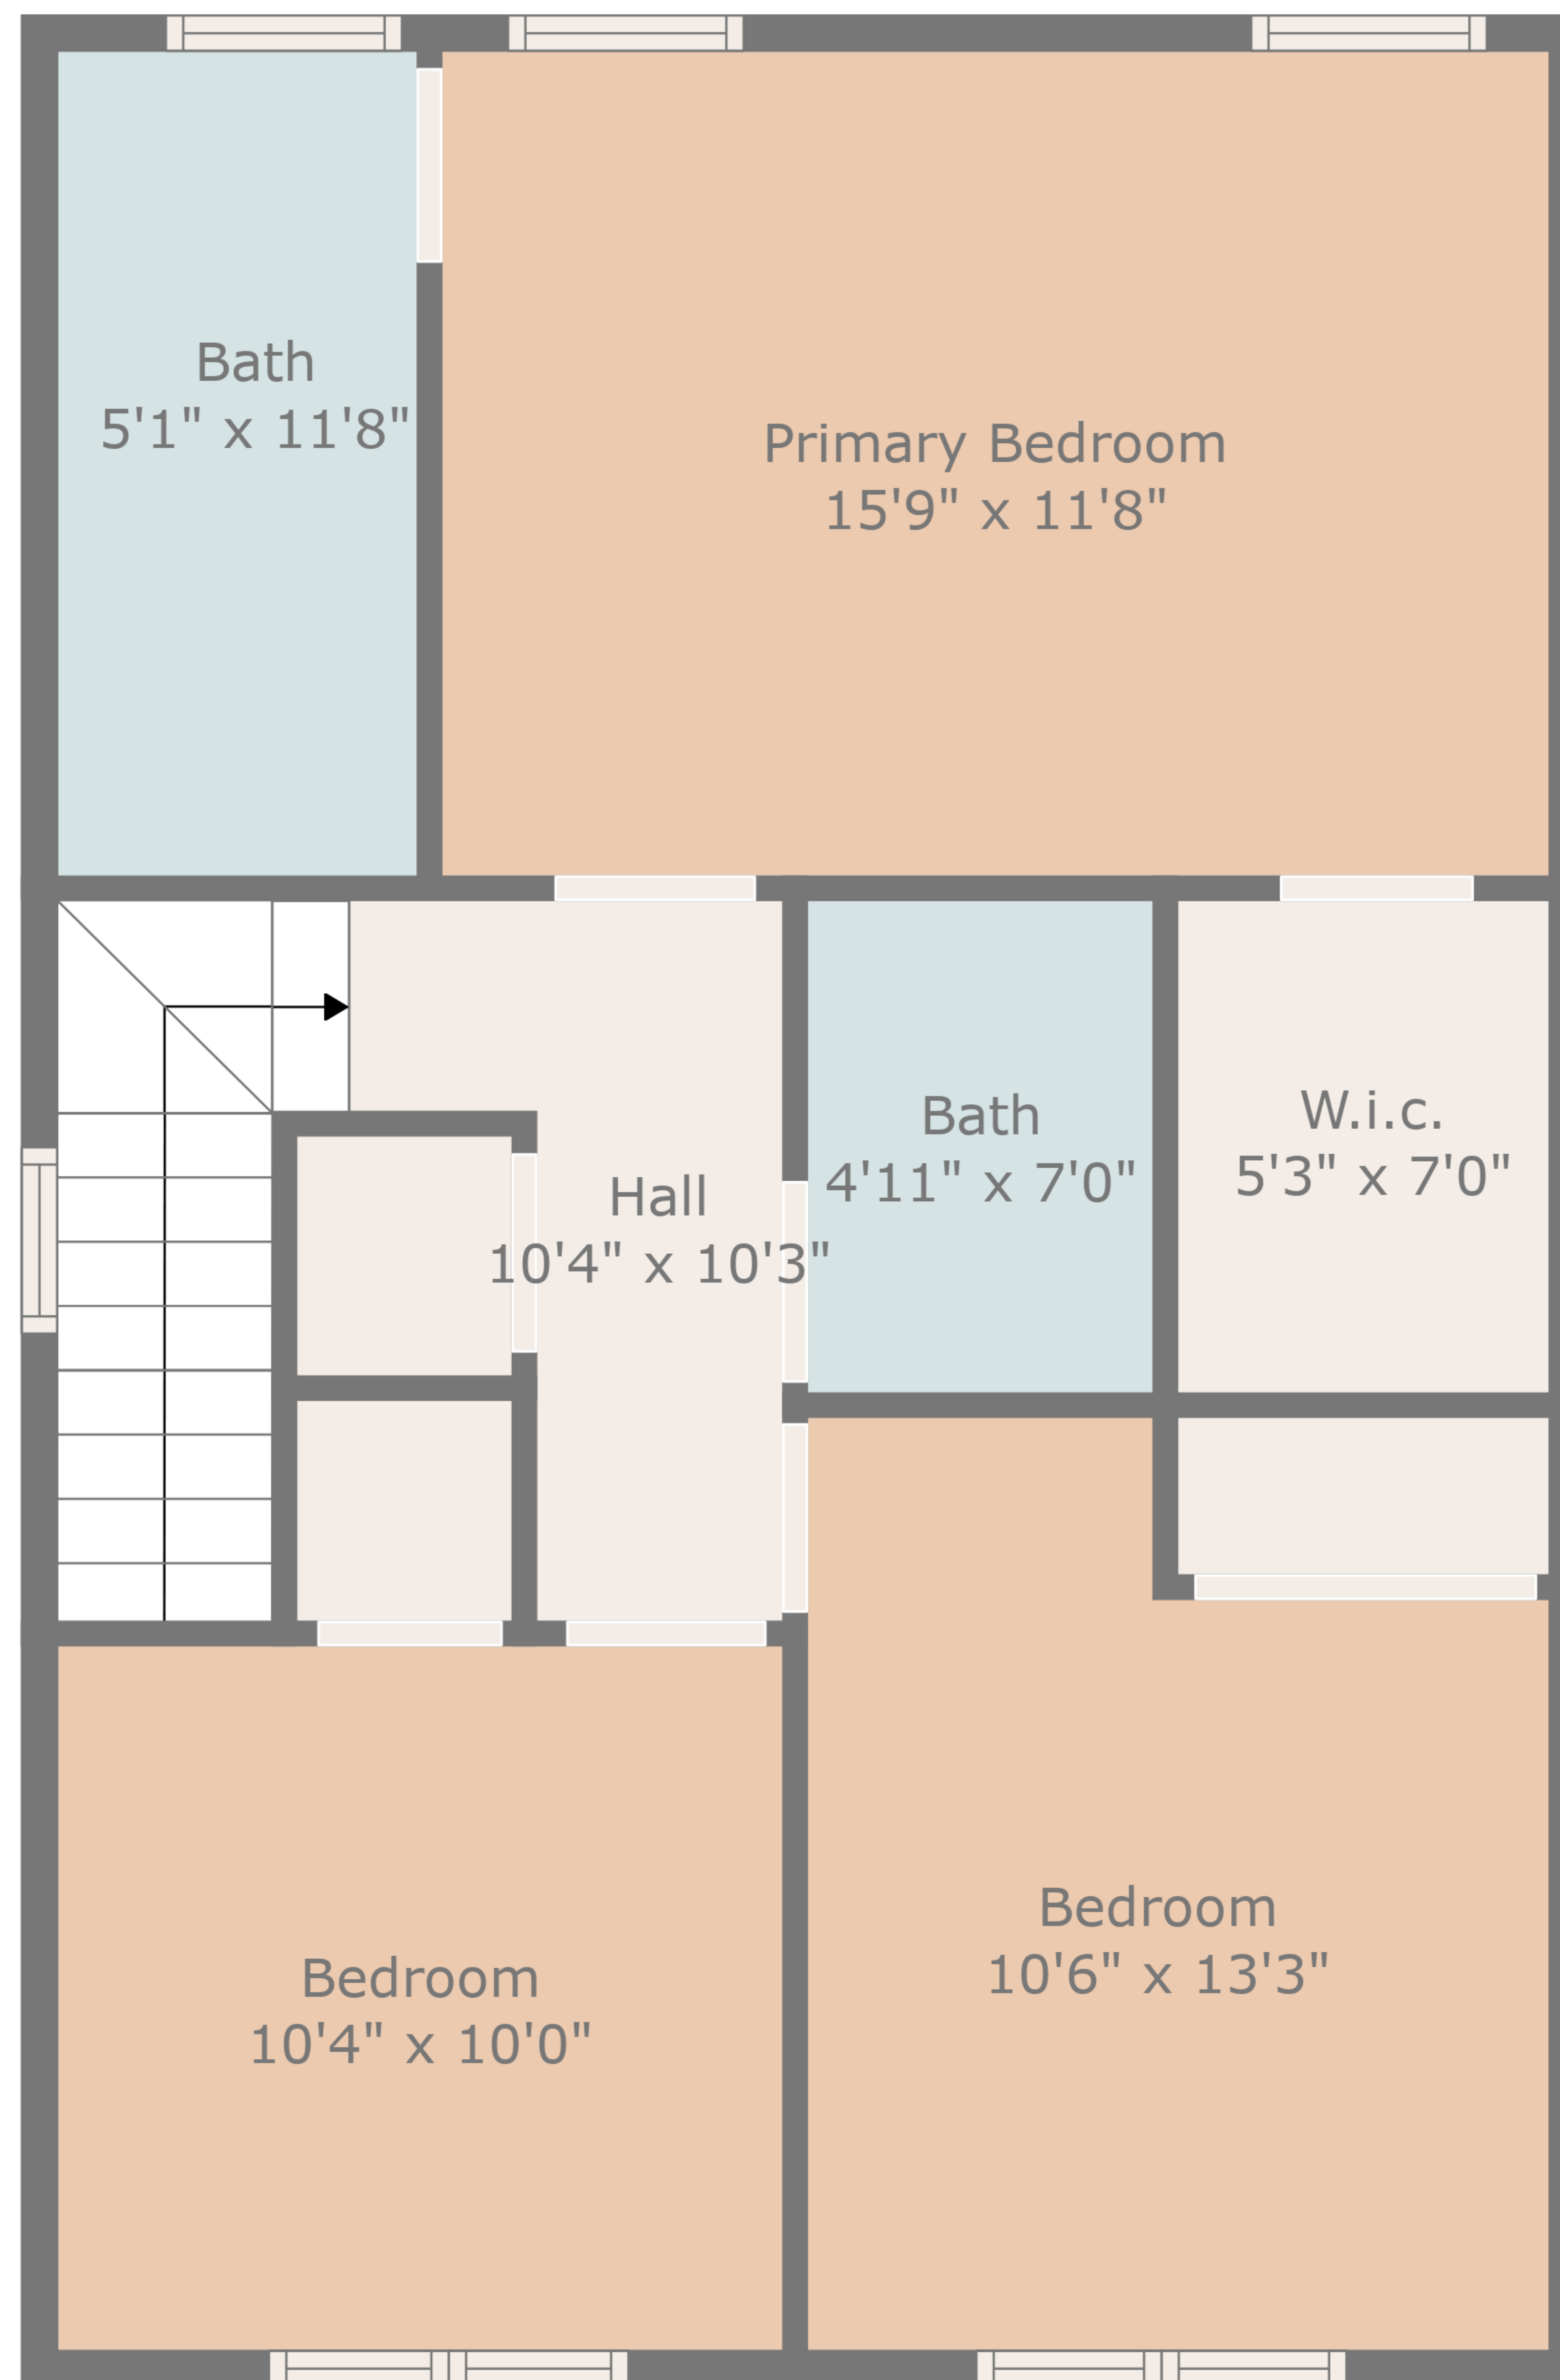 Bath
5'1" x 11'8"
Primary Bedroom
15'9" x 11'8"
Bath
4'11" x 7'0"
W.i.c.
5'3" x 7'0"
Hall
10'4" x 10'3"
Bedroom
10'6" x 13'3"
Bedroom
10'4" x 10'0"